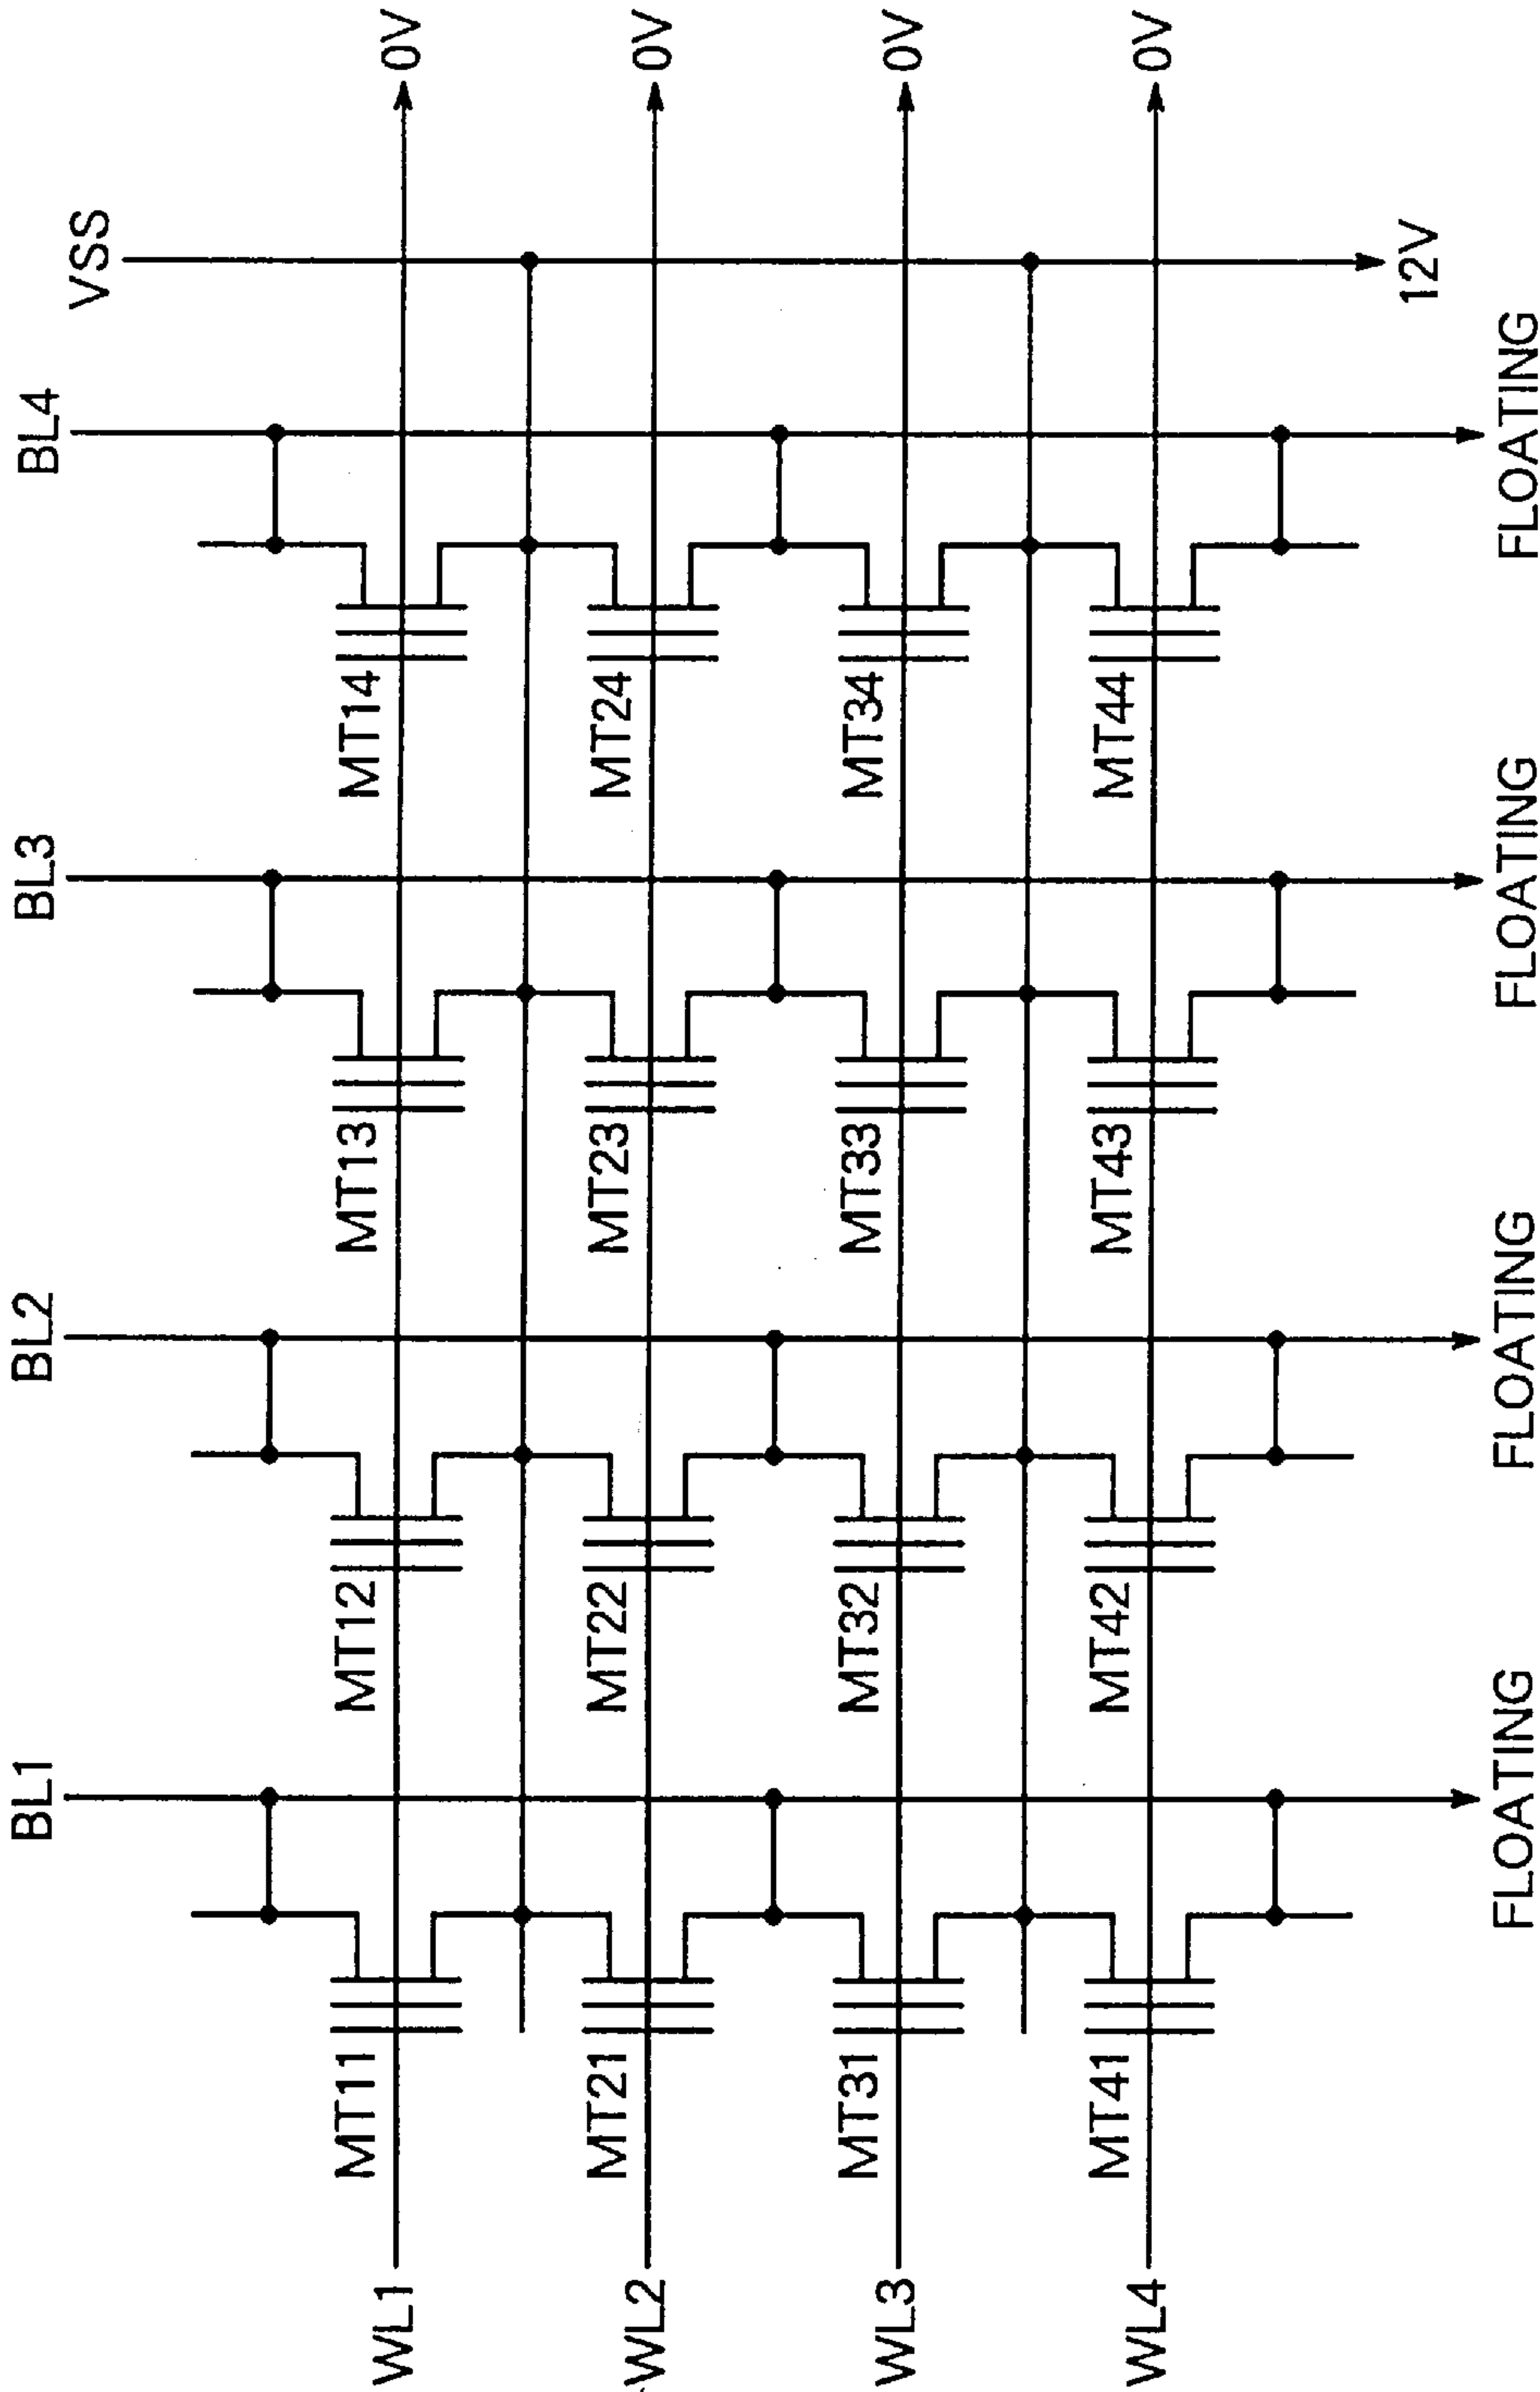 BL1
BL2
BL3
BL4
VSS
WL1
MT11
MT12
MT13
MT14
0V
WL2
MT21
MT22
MT23
MT24
0V
WL3
MT31
MT32
MT33
MT34
0V
WL4
MT41
MT42
MT43
MT44
0V
FLOATING
FLOATING
FLOATING
FLOATING
12V